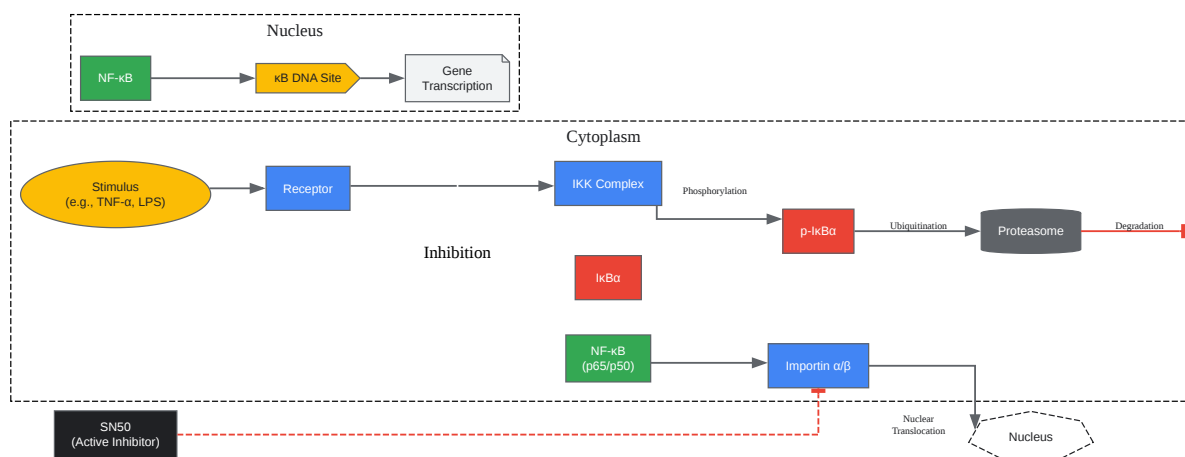 Nucleus
NF-κB
κB DNA Site
Gene
Transcription
Cytoplasm
Stimulus
(e.g., TNF-α, LPS)
Receptor
IKK Complex
Phosphorylation
p-IκBα
Ubiquitination
Proteasome
Degradation
Inhibition
IκBα
NF-κB
(p65/p50)
Importin α/β
SN50
(Active Inhibitor)
Nuclear
Translocation
Nucleus